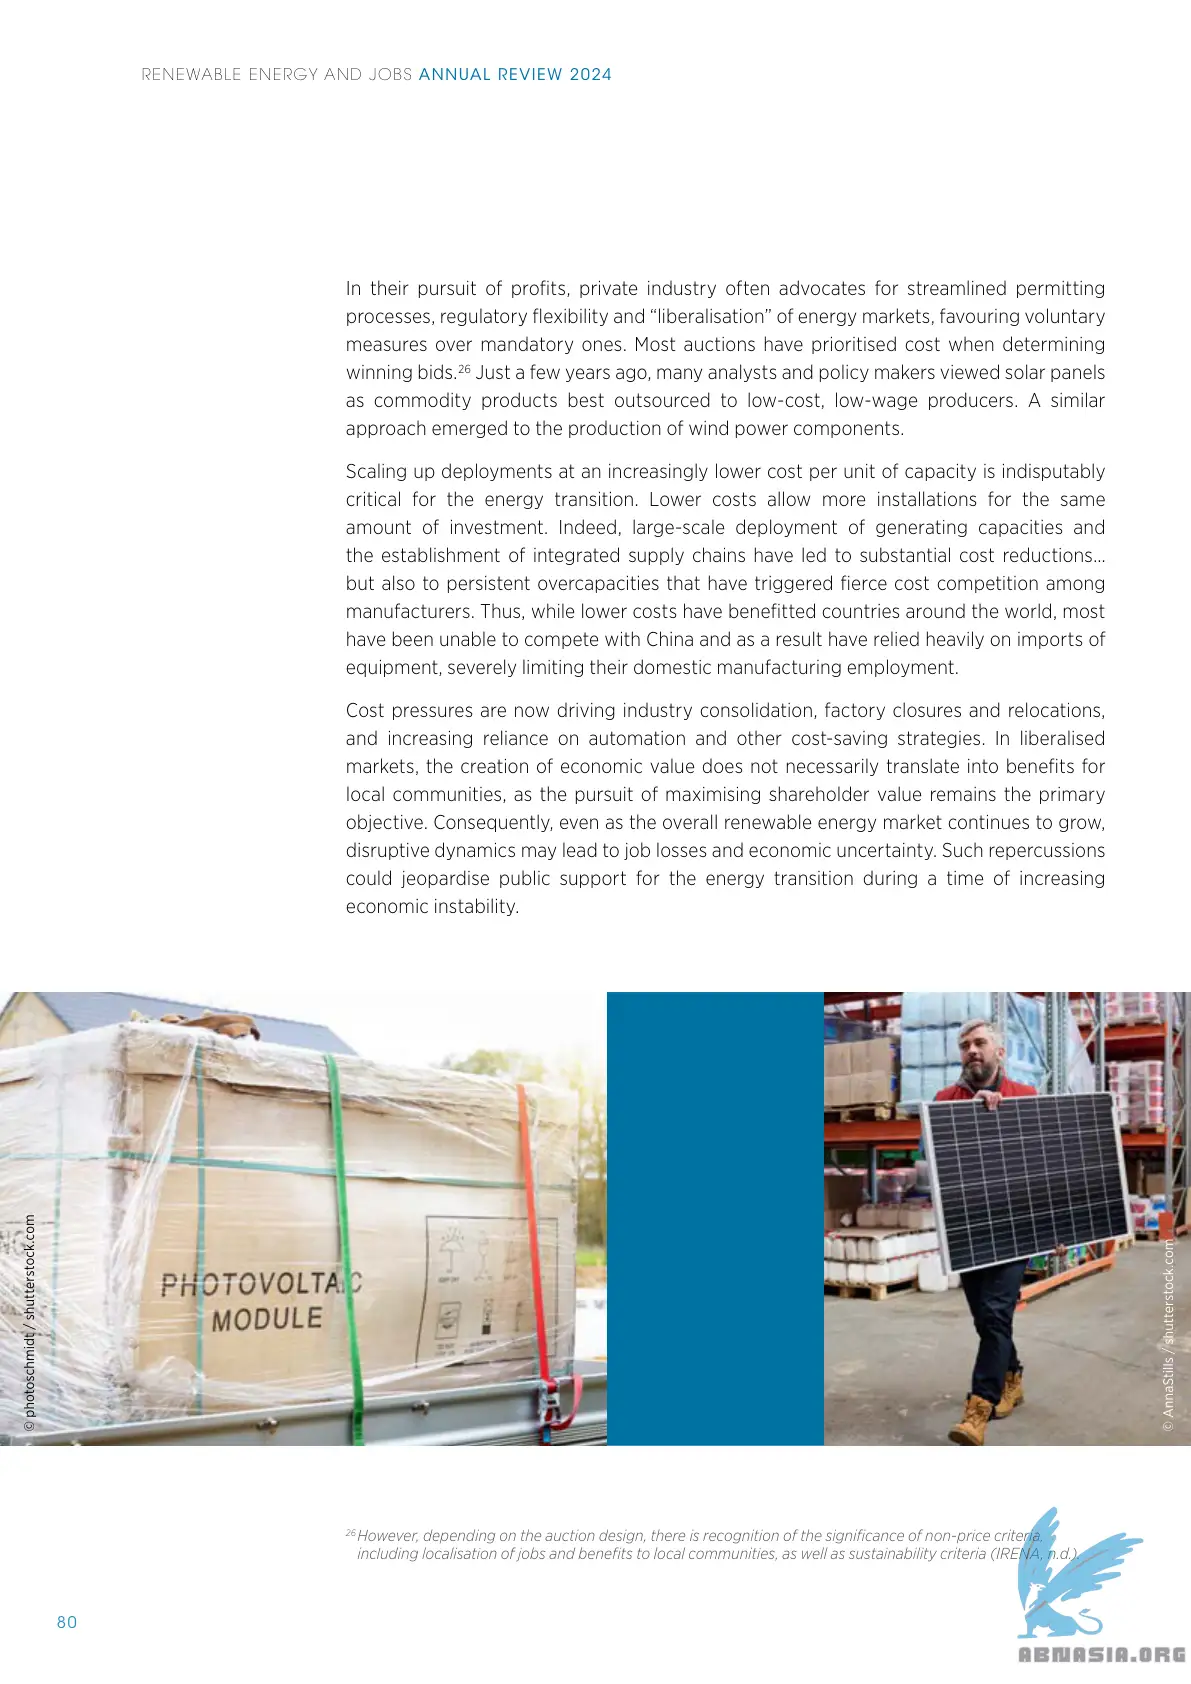 RENEWABLE ENERGY AND JOBS ANNUAL REVIEW 2024
In their pursuit of profits, private industry often advocates for streamlined permitting
processes, regulatory flexibility and “liberalisation” of energy markets, favouring voluntary
measures over mandatory ones. Most auctions have prioritised cost when determining
winning bids.26 Just a few years ago, many analysts and policy makers viewed solar panels
as commodity products best outsourced to low-cost, low-wage producers. A similar
approach emerged to the production of wind power components.
Scaling up deployments at an increasingly lower cost per unit of capacity is indisputably
critical for the energy transition. Lower costs allow more installations for the same
amount of investment. Indeed, large-scale deployment of generating capacities and
the establishment of integrated supply chains have led to substantial cost reductions...
but also to persistent overcapacities that have triggered fierce cost competition among
manufacturers. Thus, while lower costs have benefitted countries around the world, most
have been unable to compete with China and as a result have relied heavily on imports of
equipment, severely limiting their domestic manufacturing employment.
Cost pressures are now driving industry consolidation, factory closures and relocations,
and increasing reliance on automation and other cost-saving strategies. In liberalised
markets, the creation of economic value does not necessarily translate into benefits for
local communities, as the pursuit of maximising shareholder value remains the primary
objective. Consequently, even as the overall renewable energy market continues to grow,
disruptive dynamics may lead to job losses and economic uncertainty. Such repercussions
could jeopardise public support for the energy transition during a time of increasing
economic instability.
© photoschmidt / shutterstock.com
PHOTOVOLTAIC
MODULE
© AnnaStills / shutterstock.com
26 However, depending on the auction design, there is recognition of the significance of non-price criteria,
including localisation of jobs and benefits to local communities, as well as sustainability criteria (IRENA, n.d.).
80
ABNASIA.ORG